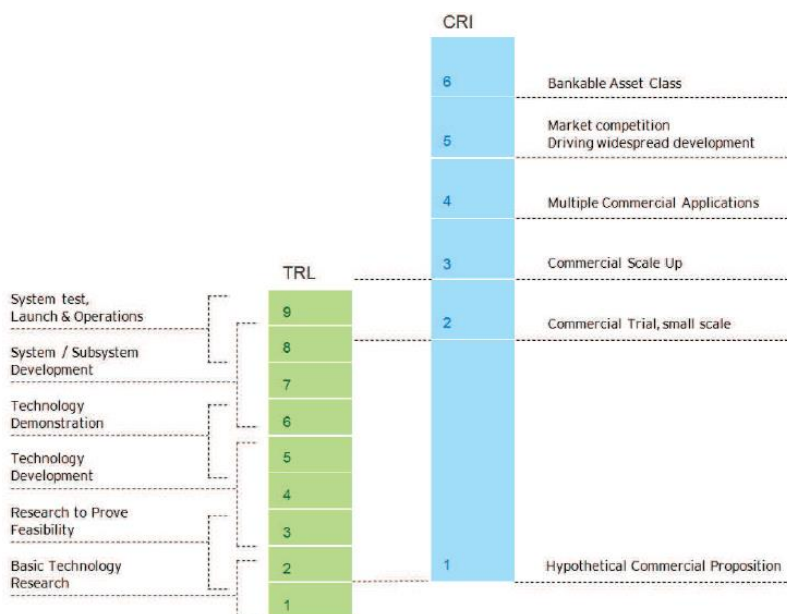 CRI
6
Bankable Asset Class
5
Market competition
Driving widespread development
4
Multiple Commercial Applications
3
Commercial Scale Up
2
Commercial Trial, small scale
1
Hypothetical Commercial Proposition
TRL
9
8
7
6
5
4
3
2
1
System test,
Launch & Operations
System / Subsystem
Development
Technology
Demonstration
Technology
Development
Research to Prove
Feasibility
Basic Technology
Research